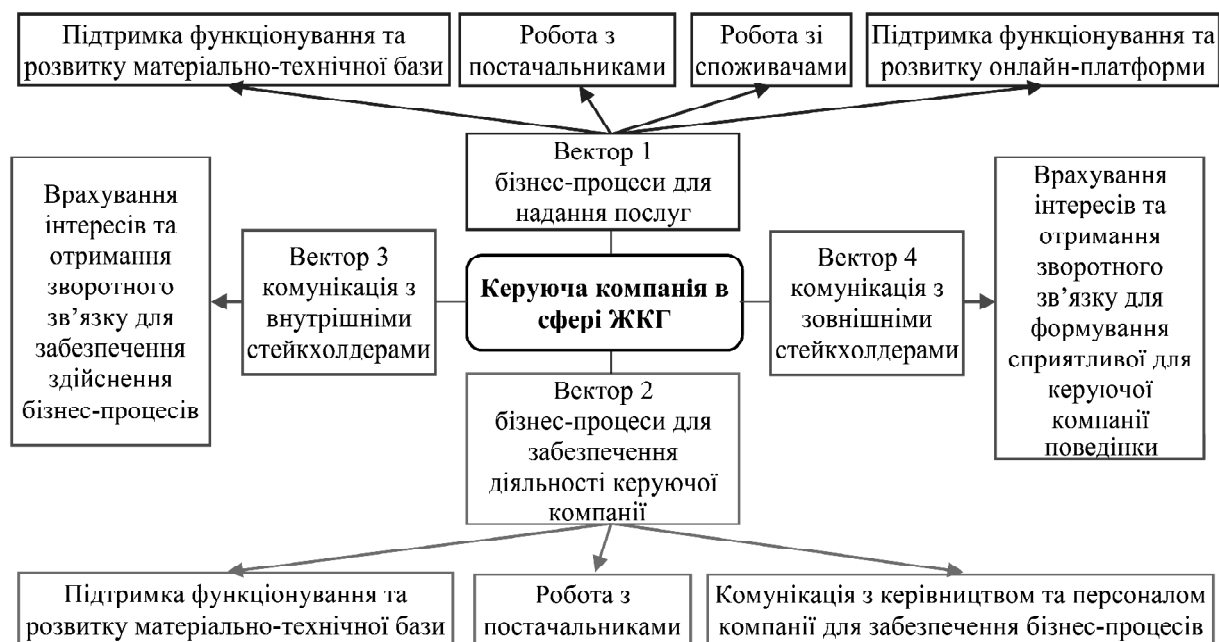 Підтримка функціонування та
розвитку матеріально-технічної бази
Робота з
постачальниками
Робота зі
споживачами
Підтримка функціонування та
розвитку онлайн-платформи
Вектор 1
бізнес-процеси для
надання послуг
Врахування
інтересів та
отримання
зворотного
зв’язку для
забезпечення
здійснення
бізнес-процесів
Вектор 3
комунікація з
внутрішніми
стейкхолдерами
Керуюча компанія в
сфері ЖКГ
Вектор 4
комунікація з
зовнішніми
стейкхолдерами
Врахування
інтересів та
отримання
зворотного
зв’язку для
формування
сприятливої для
керуючої
компанії
поведінки
Вектор 2
бізнес-процеси для
забезпечення
діяльності керуючої
компанії
Підтримка функціонування та
розвитку матеріально-технічної бази
Робота з
постачальниками
Комунікація з керівництвом та персоналом
компанії для забезпечення бізнес-процесів